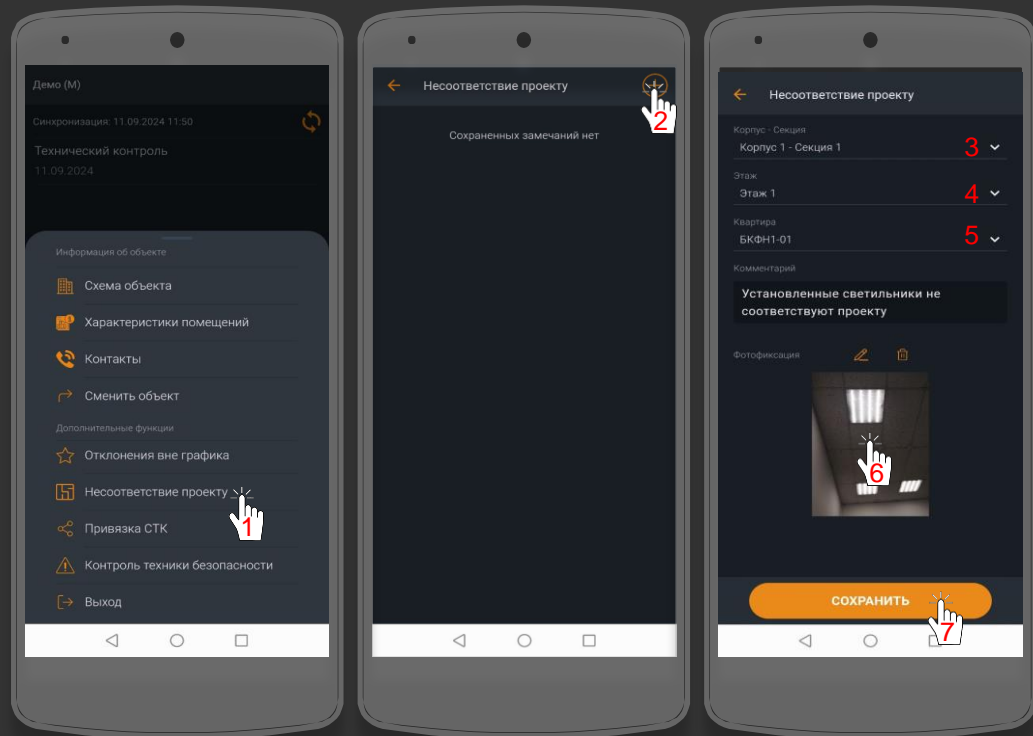 Демо (М)
Синхронизация: 11.09.2024 11:50
Технический контроль
11.09.2024
Информация об объекте
Схема объекта
Характеристики помещений
Контакты
Сменить объект
Дополнительные функции
Отклонения вне графика
Несоответствие проекту
1
Привязка СТК
Контроль техники безопасности
Выход
Несоответствие проекту
2
Сохраненных замечаний нет
Несоответствие проекту
Корпус - Секция
Корпус 1 - Секция 1
3
Этаж
Этаж 1
4
Квартира
БКФН1-01
5
Комментарий
Установленные светильники не
соответствуют проекту
Фотофиксация
6
СОХРАНИТЬ
7